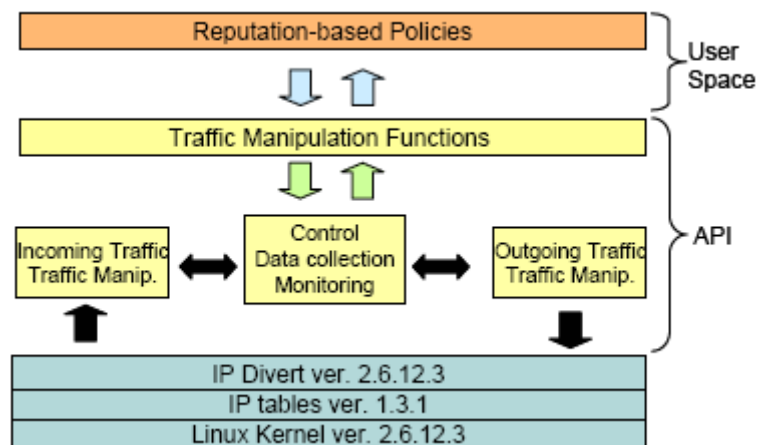 Reputation-based Policies
User
Space
Traffic Manipulation Functions
Control
Data collection
Monitoring
Incoming Traffic
Traffic Manip.
Outgoing Traffic
Traffic Manip.
API
IP Divert ver. 2.6.12.3
IP tables ver. 1.3.1
Linux Kernel ver. 2.6.12.3